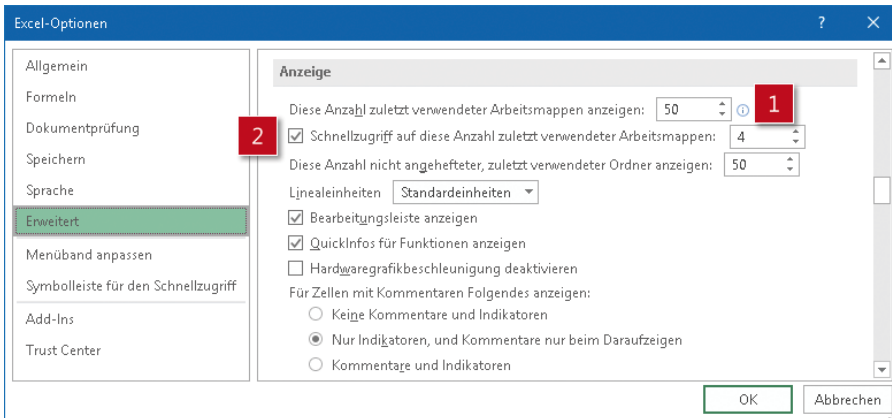 Excel-Optionen ? ×
Allgemein
Formeln
Dokumentprüfung
Speichern
Sprache
Erweitert
Menüband anpassen
Symbolleiste für den Schnellzugriff
Add-Ins
Trust Center
Anzeige
Diese Anzahl zuletzt verwendeter Arbeitsmappen anzeigen: 50 1
2 Schnellzugriff auf diese Anzahl zuletzt verwendeter Arbeitsmappen: 4
Diese Anzahl nicht angehefteter, zuletzt verwendeter Ordner anzeigen: 50
Linealeinheiten Standardeinheiten
Bearbeitungsleiste anzeigen
QuickInfos für Funktionen anzeigen
Hardwaregrafikbeschleunigung deaktivieren
Für Zellen mit Kommentaren Folgendes anzeigen:
Keine Kommentare und Indikatoren
Nur Indikatoren, und Kommentare nur beim Daraufzeigen
Kommentare und Indikatoren
OK Abbrechen